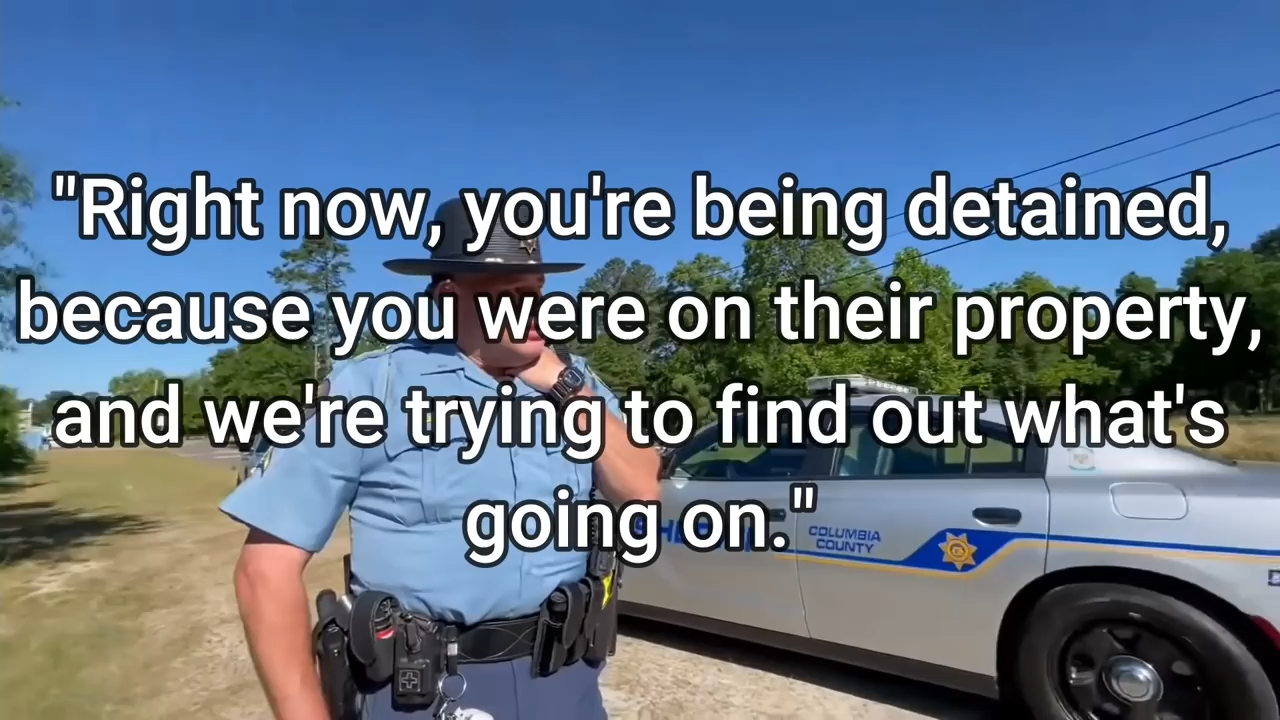 "Right now, you're being detained,
because you were on their property,
and we're trying to find out what's
going on."
COLUMBIA
COUNTY